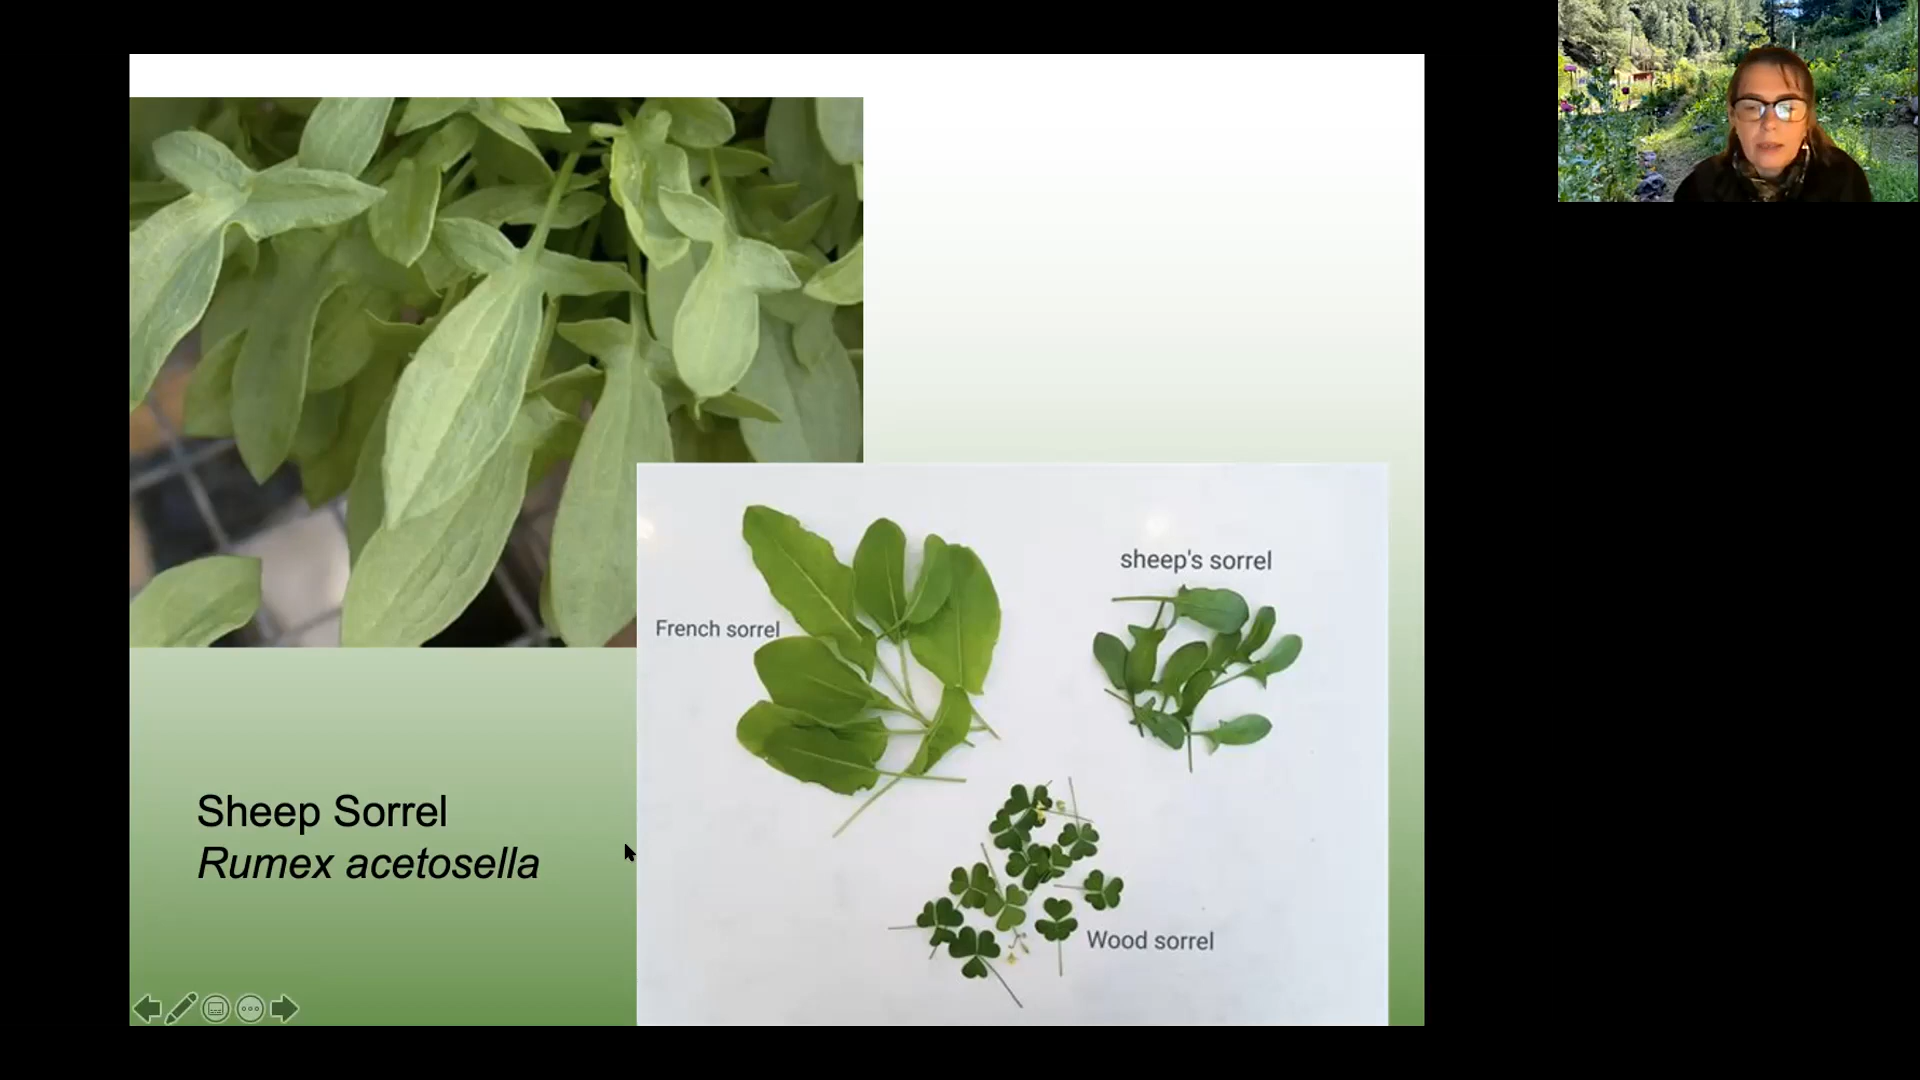 sheep's sorrel
French sorrel
Wood sorrel
Sheep Sorrel
Rumex acetosella